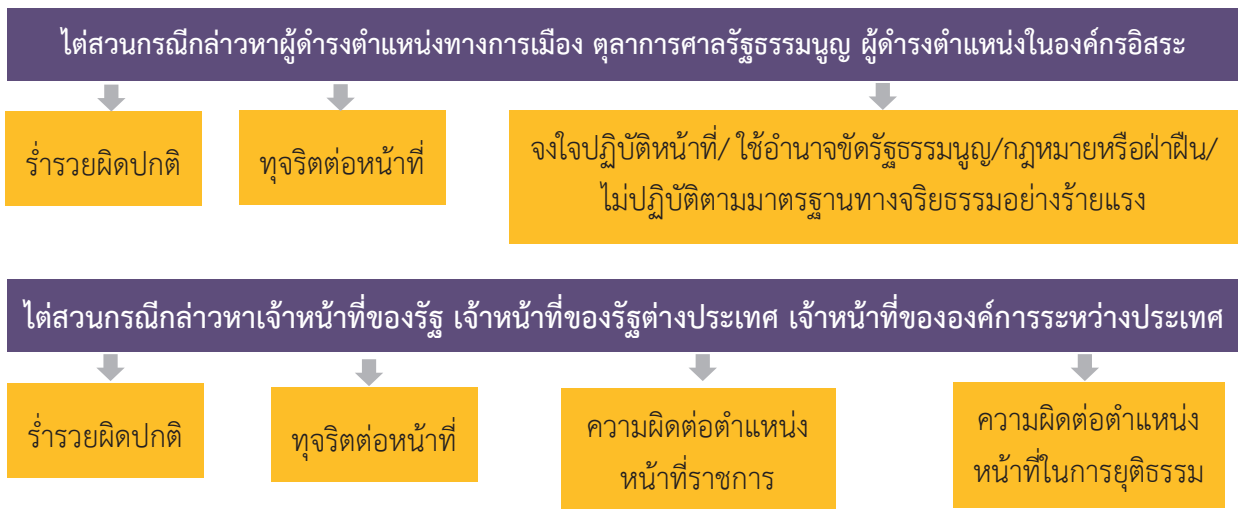 ไต่สวนกรณีกล่าวหาผู้ดำรงตำแหน่งทางการเมือง ตุลาการศาลรัฐธรรมนูญ ผู้ดำรงตำแหน่งในองค์กรอิสระ
ร่ำรวยผิดปกติ
ทุจริตต่อหน้าที่
จงใจปฏิบัติหน้าที่/ ใช้อำนาจขัดรัฐธรรมนูญ/กฎหมายหรือฝ่าฝืน/
ไม่ปฏิบัติตามมาตรฐานทางจริยธรรมอย่างร้ายแรง
ไต่สวนกรณีกล่าวหาเจ้าหน้าที่ของรัฐ เจ้าหน้าที่ของรัฐต่างประเทศ เจ้าหน้าที่ขององค์การระหว่างประเทศ
ร่ำรวยผิดปกติ
ทุจริตต่อหน้าที่
ความผิดต่อตำแหน่ง
หน้าที่ราชการ
ความผิดต่อตำแหน่ง
หน้าที่ในการยุติธรรม